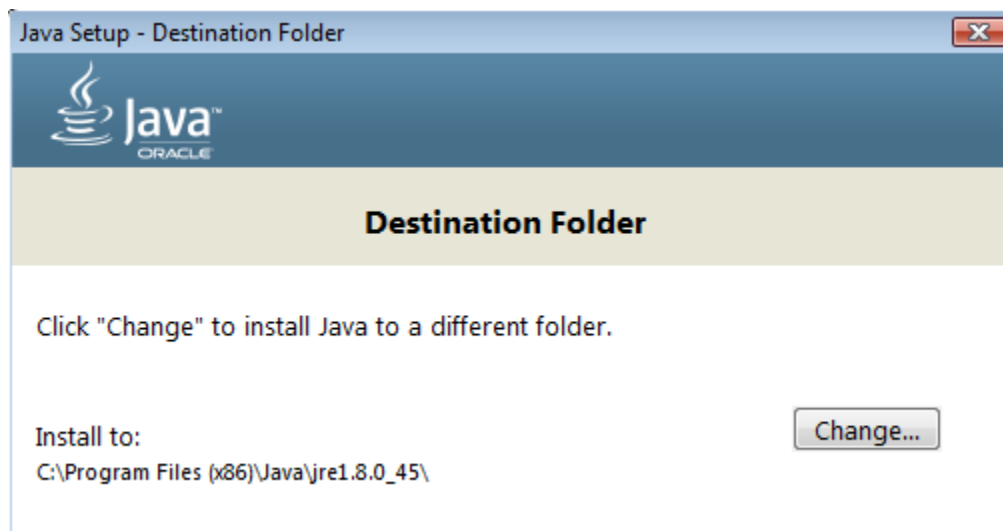 Java Setup - Destination Folder
Java™
ORACLE
Destination Folder
Click "Change" to install Java to a different folder.
Change...
Install to:
C:\Program Files (x86)\Java\jre1.8.0_45\